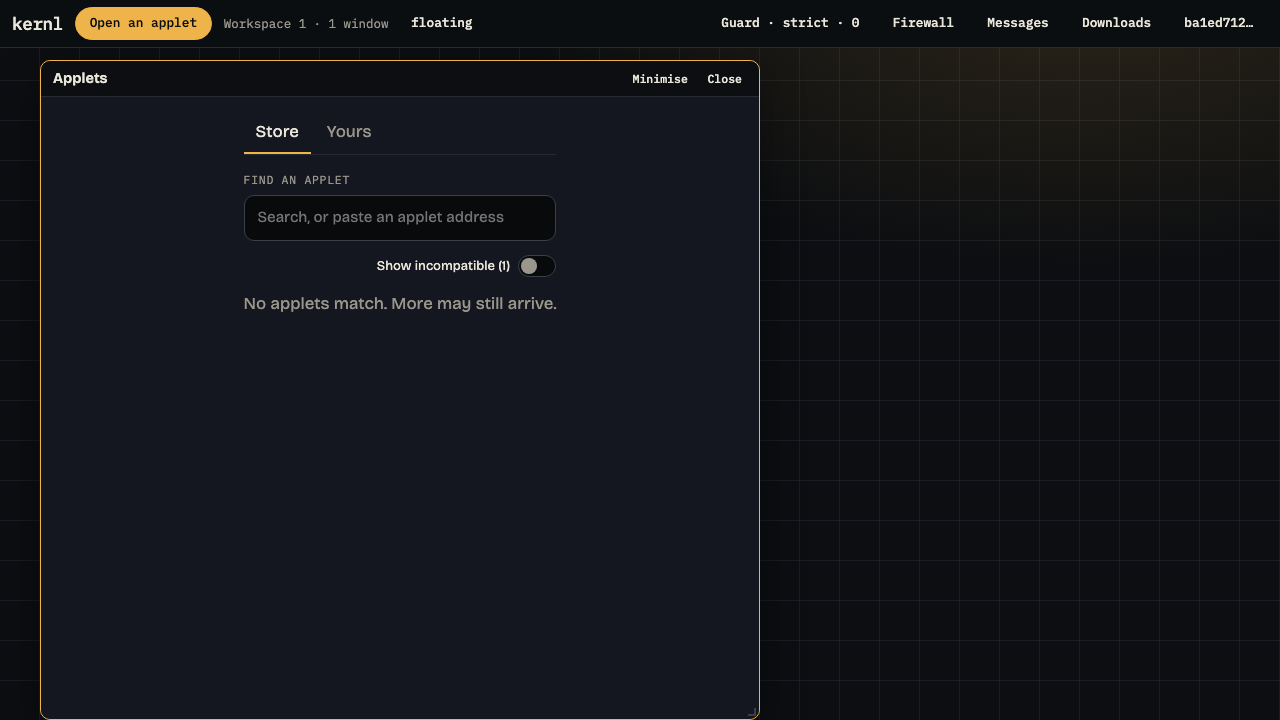 kernl
Open an applet
Workspace 1 · 1 window
floating
Guard · strict · 0
Firewall
Messages
Downloads
ba1ed712…
Applets
Minimise
Close
Store
Yours
FIND AN APPLET
Search, or paste an applet address
Show incompatible (1)
No applets match. More may still arrive.